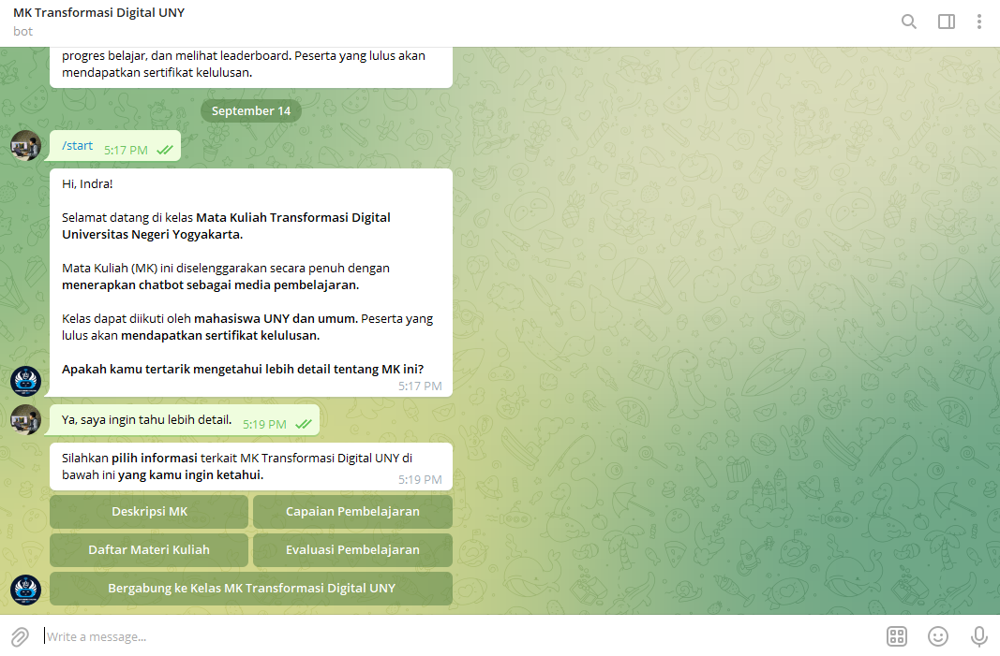 MK Transformasi Digital UNY
bot
progres belajar, dan melihat leaderboard. Peserta yang lulus akan
mendapatkan sertifikat kelulusan.
September 14
/start 5:17 PM
Hi, Indra!
Selamat datang di kelas Mata Kuliah Transformasi Digital
Universitas Negeri Yogyakarta.
Mata Kuliah (MK) ini diselenggarakan secara penuh dengan
menerapkan chatbot sebagai media pembelajaran.
Kelas dapat diikuti oleh mahasiswa UNY dan umum. Peserta yang
lulus akan mendapatkan sertifikat kelulusan.
Apakah kamu tertarik mengetahui lebih detail tentang MK ini?
5:17 PM
Ya, saya ingin tahu lebih detail. 5:19 PM
Silahkan pilih informasi terkait MK Transformasi Digital UNY di
bawah ini yang kamu ingin ketahui. 5:19 PM
Deskripsi MK
Capaian Pembelajaran
Daftar Materi Kuliah
Evaluasi Pembelajaran
Bergabung ke Kelas MK Transformasi Digital UNY
Write a message...